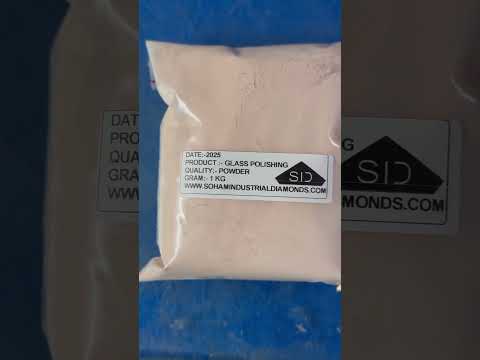 DATE:-2025
PRODUCT :- GLASS POLISHING
QUALITY:- POWDER
GRAM:- 1 KG
WWW.SOHAMINDUSTRIALDIAMONDS.COM
SID